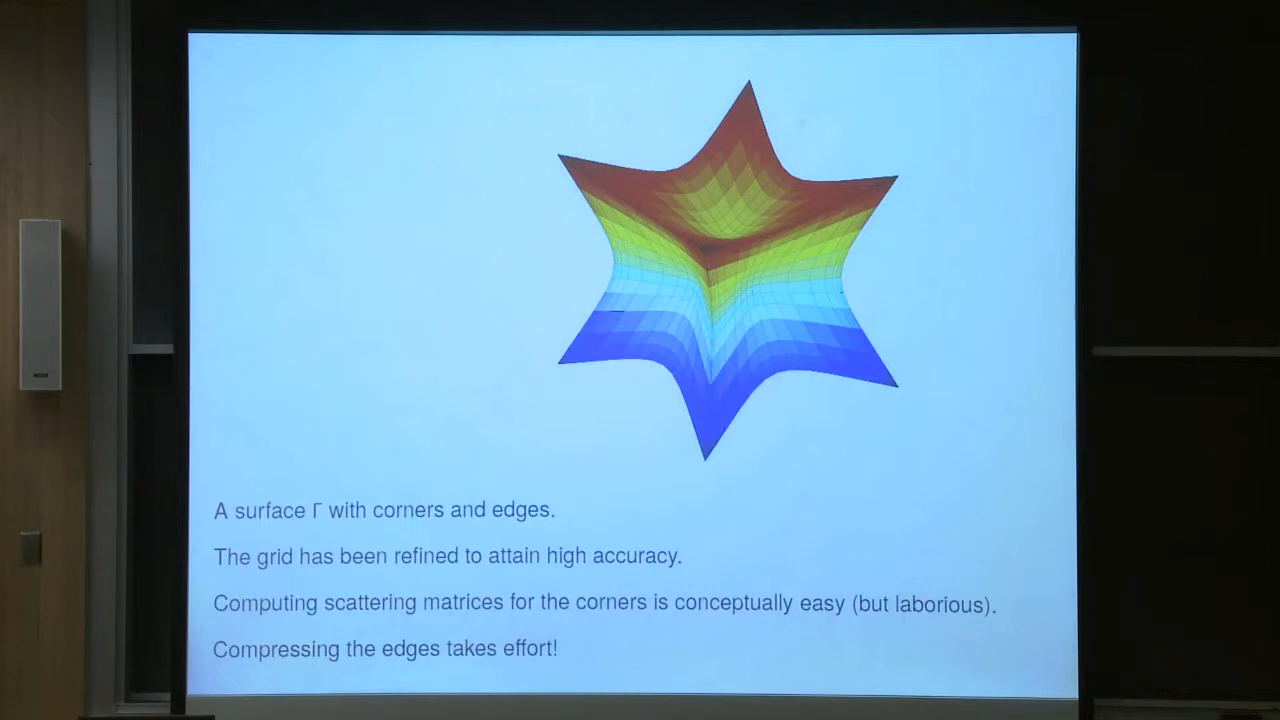 A surface Γ with corners and edges.
The grid has been refined to attain high accuracy.
Computing scattering matrices for the corners is conceptually easy (but laborious).
Compressing the edges takes effort!